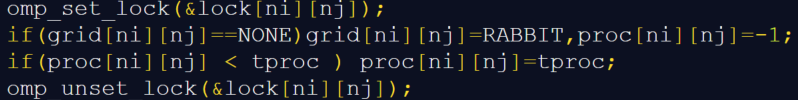 omp_set_lock(&lock[ni][nj]);
if(grid[ni][nj]==NONE)grid[ni][nj]=RABBIT,proc[ni][nj]=-1;
if(proc[ni][nj] < tproc ) proc[ni][nj]=tproc;
omp_unset_lock(&lock[ni][nj]);